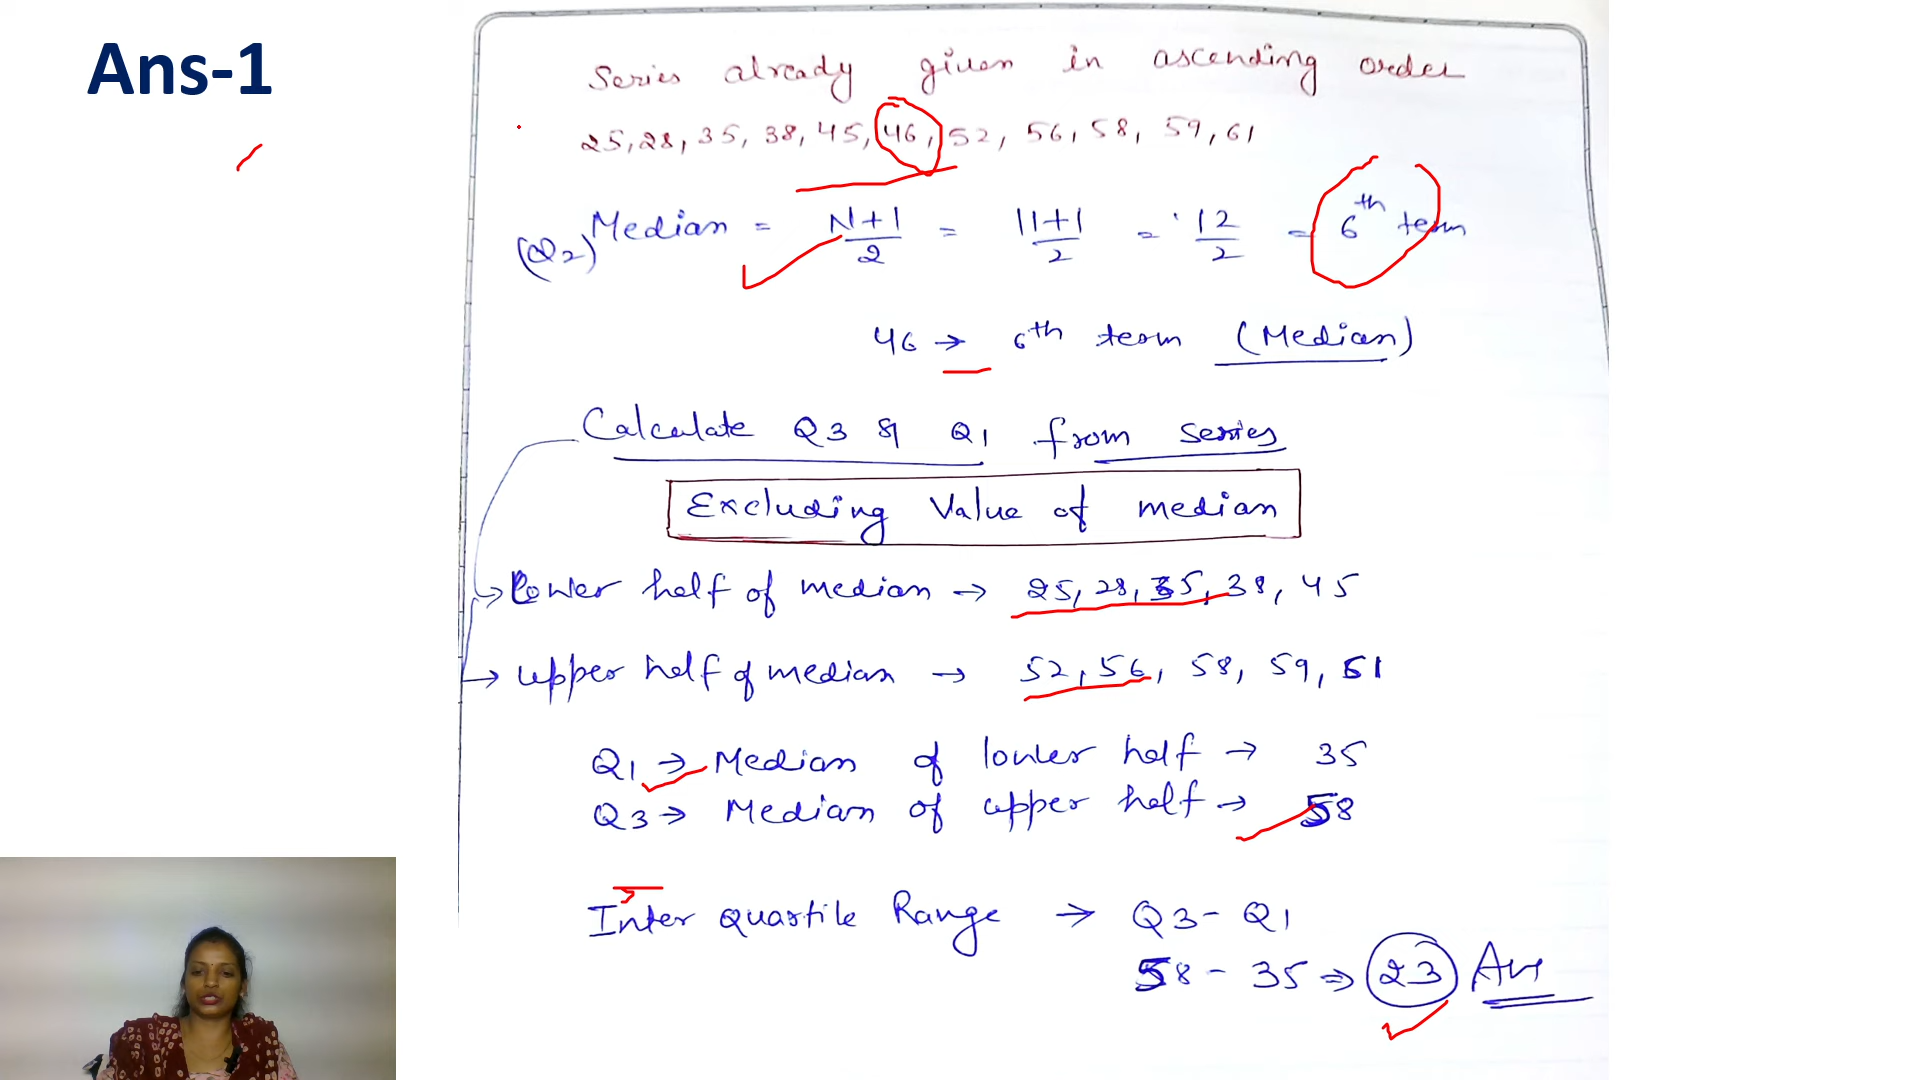 Ans-1
Series already given in ascending order
25, 28, 35, 38, 45, 46, 52, 56, 58, 59, 61
(Q2) Median = N+1/2 = 11+1/2 = 12/2 = 6th term
46 → 6th term (Median)
Calculate Q3 & Q1 from series
Excluding Value of median
→ Lower half of median → 25, 28, 35, 38, 45
→ upper half of median → 52, 56, 58, 59, 61
Q1 → Median of lower half → 35
Q3 → Median of upper half → 58
Inter quartile Range → Q3 - Q1
58 - 35 ⇒ 23 Ans